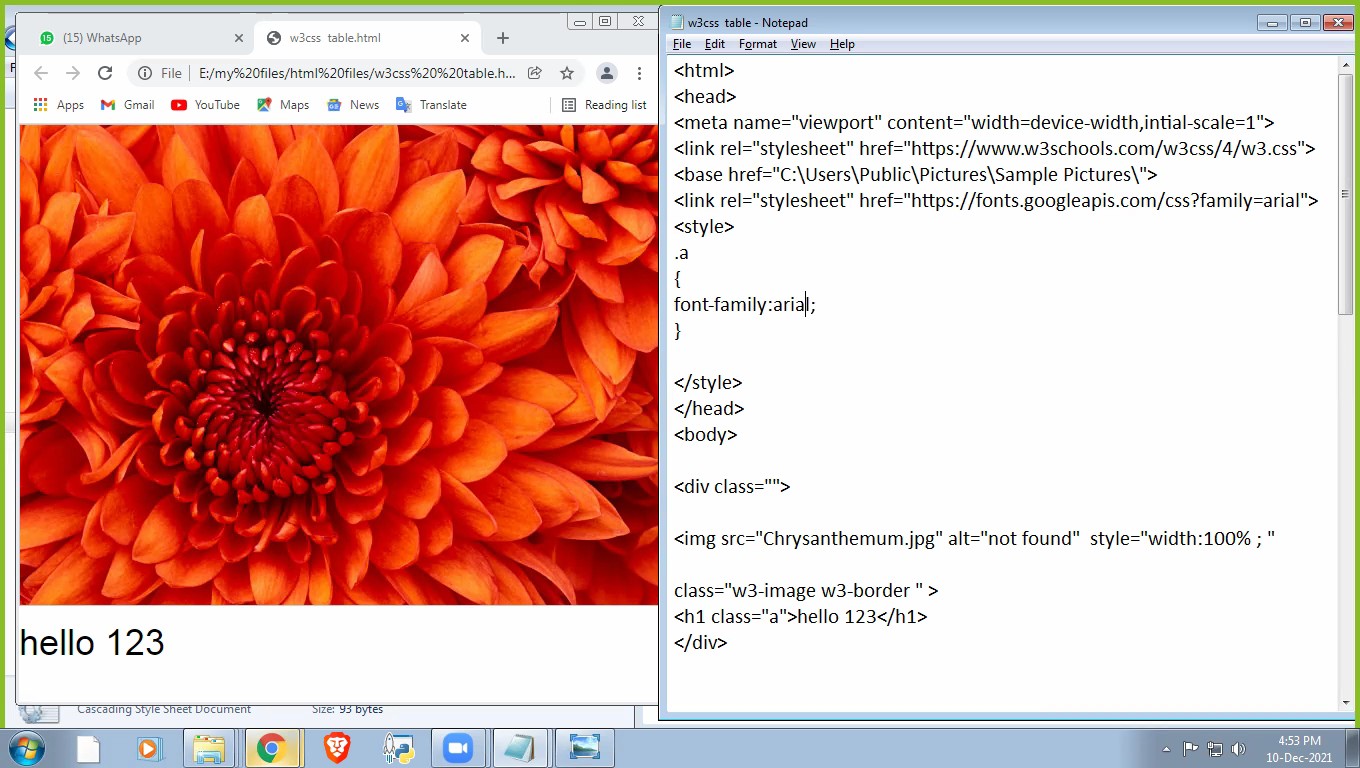 (15) WhatsApp
w3css table.html
File
E:/my%20files/html%20files/w3css%20%20table.h...
Apps
Gmail
YouTube
Maps
News
Translate
Reading list
hello 123
Cascading Style Sheet Document
Size: 93 bytes
w3css table - Notepad
File Edit Format View Help
<html>
<head>
<meta name="viewport" content="width=device-width,intial-scale=1">
<link rel="stylesheet" href="https://www.w3schools.com/w3css/4/w3.css">
<base href="C:\Users\Public\Pictures\Sample Pictures\">
<link rel="stylesheet" href="https://fonts.googleapis.com/css?family=arial">
<style>
.a
{
font-family:arial;
}
</style>
</head>
<body>
<div class="">
<img src="Chrysanthemum.jpg" alt="not found"  style="width:100% ; "
class="w3-image w3-border " >
<h1 class="a">hello 123</h1>
</div>
4:53 PM
10-Dec-2021